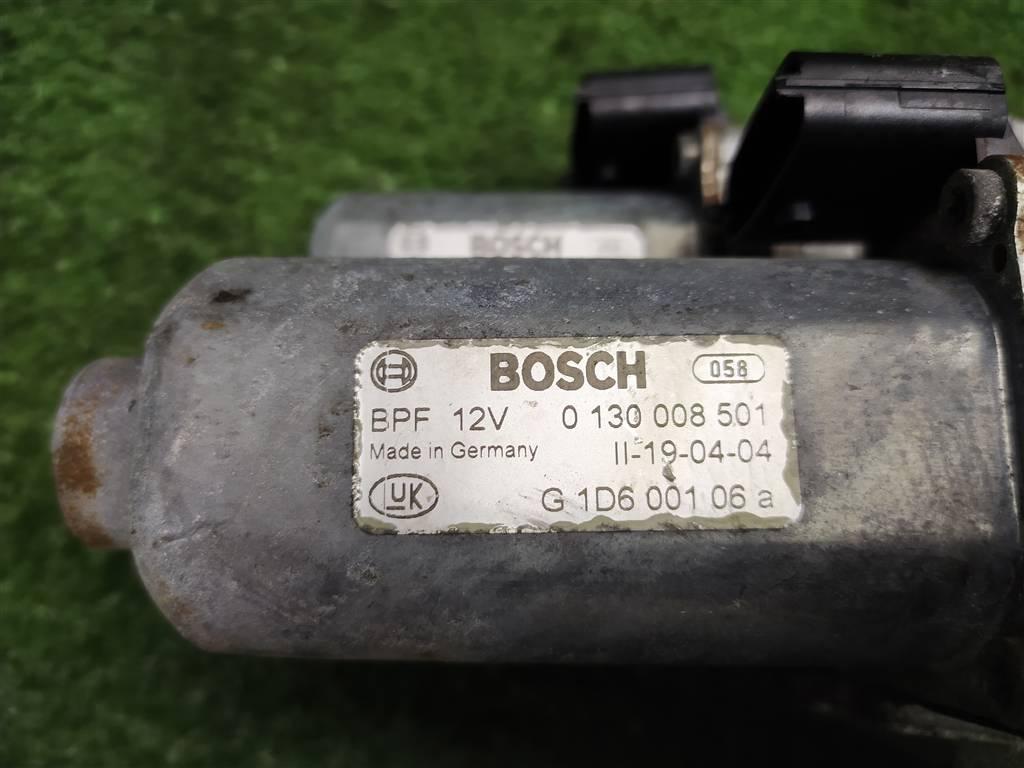 BOSCH
BOSCH 058
BPF 12V 0 130 008 501
Made in Germany II-19-04-04
UK G 1D6 001 06 a